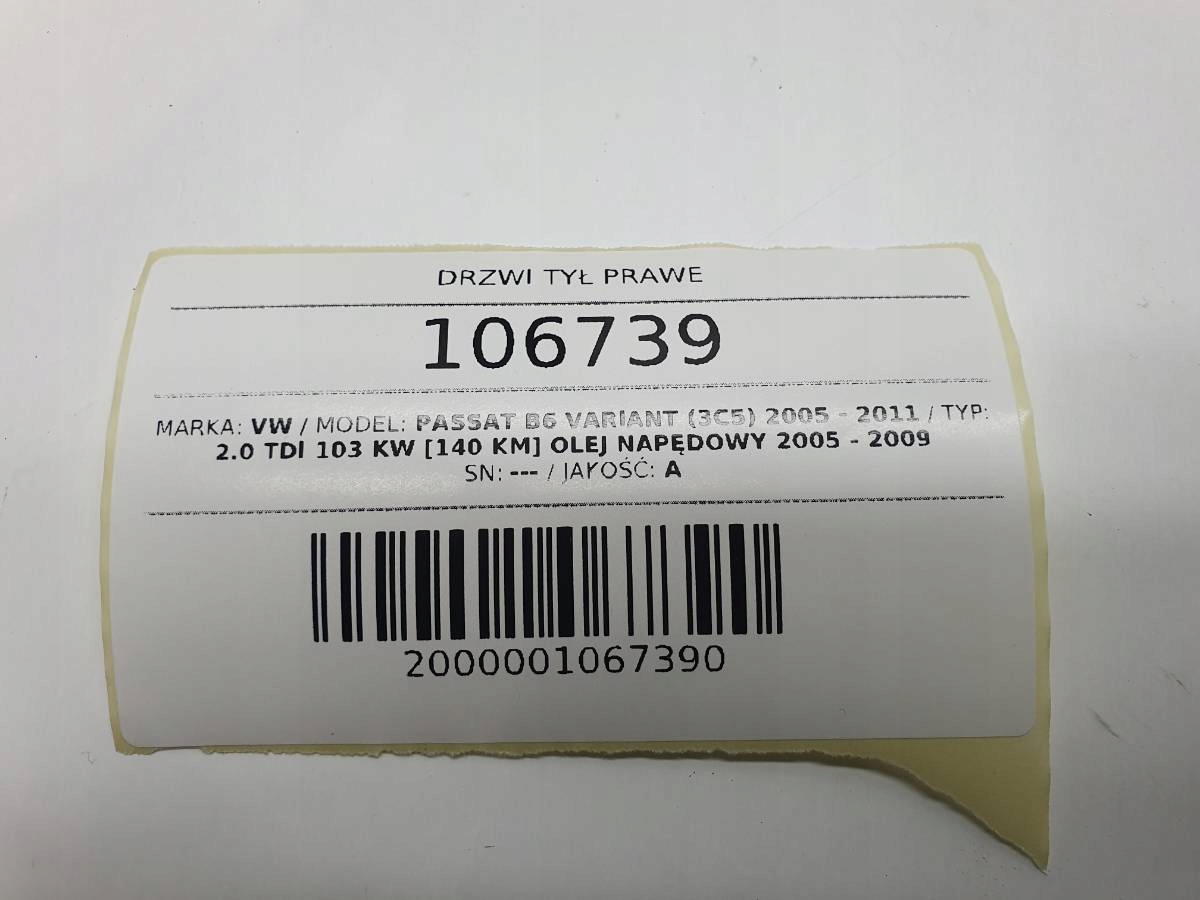 DRZWI TYŁ PRAWE
106739
MARKA: VW / MODEL: PASSAT B6 VARIANT (3C5) 2005 - 2011 / TYP:
2.0 TDI 103 KW [140 KM] OLEJ NAPĘDOWY 2005 - 2009
SN: --- / JAKOŚĆ: A
2000001067390